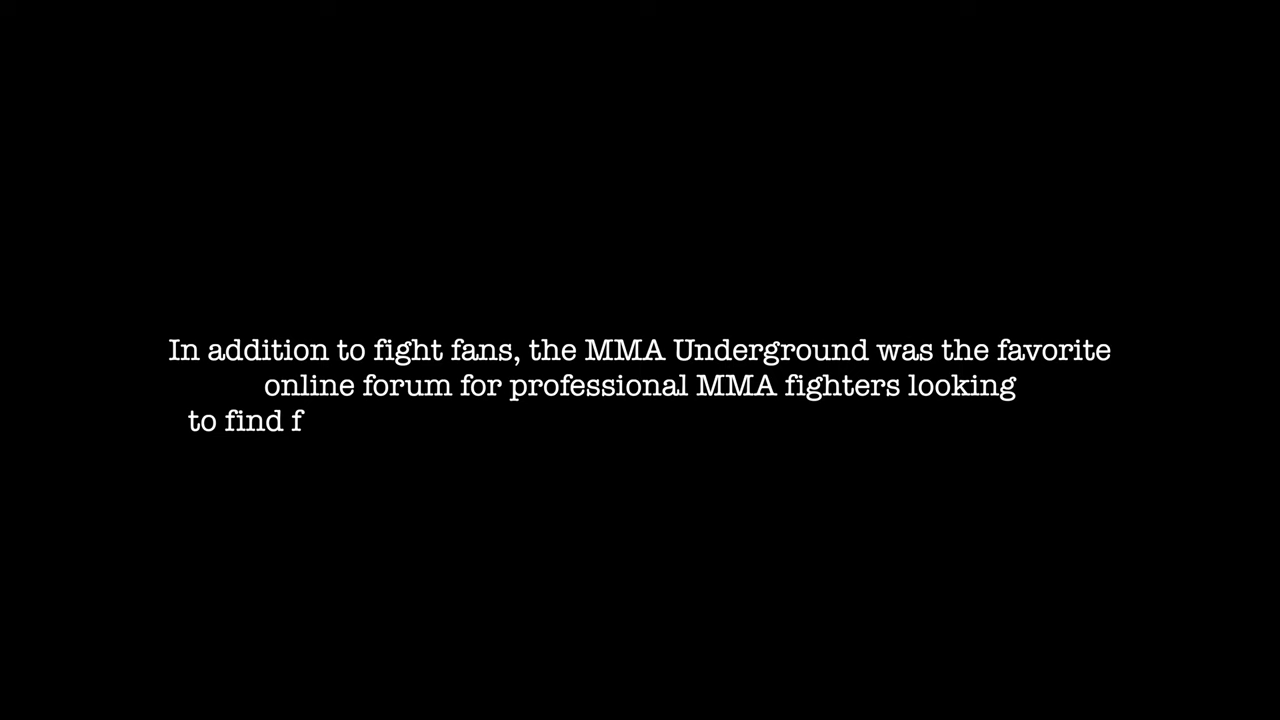 In addition to fight fans, the MMA Underground was the favorite
online forum for professional MMA fighters looking
to find f